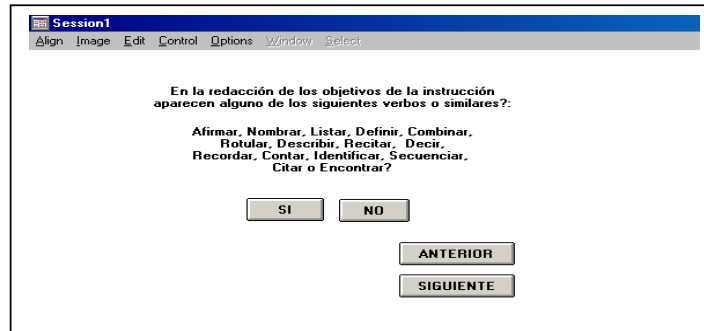 Session1
Align Image Edit Control Options Window Select
En la redacción de los objetivos de la instrucción
aparecen alguno de los siguientes verbos o similares?:
Afirmar, Nombrar, Listar, Definir, Combinar,
Rotular, Describir, Recitar, Decir,
Recordar, Contar, Identificar, Secuenciar,
Citar o Encontrar?
SI NO
ANTERIOR
SIGUIENTE